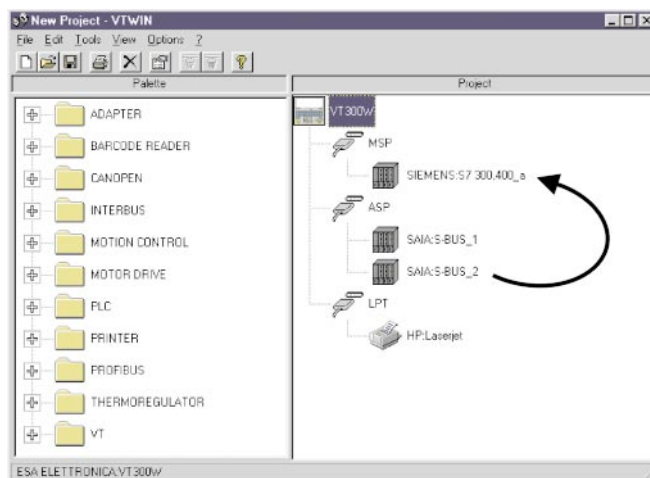 New Project - VTWIN
File Edit Tools View Options ?
Palette
Project
ADAPTER
BARCODE READER
CANOPEN
INTERBUS
MOTION CONTROL
MOTOR DRIVE
PLC
PRINTER
PROFIBUS
THERMOREGULATOR
VT
VT300W
MSP
SIEMENS:S7 300.400_a
ASP
SAIA:S-BUS_1
SAIA:S-BUS_2
LPT
HP:Laserjet
ESA ELETTRONICA:VT300W